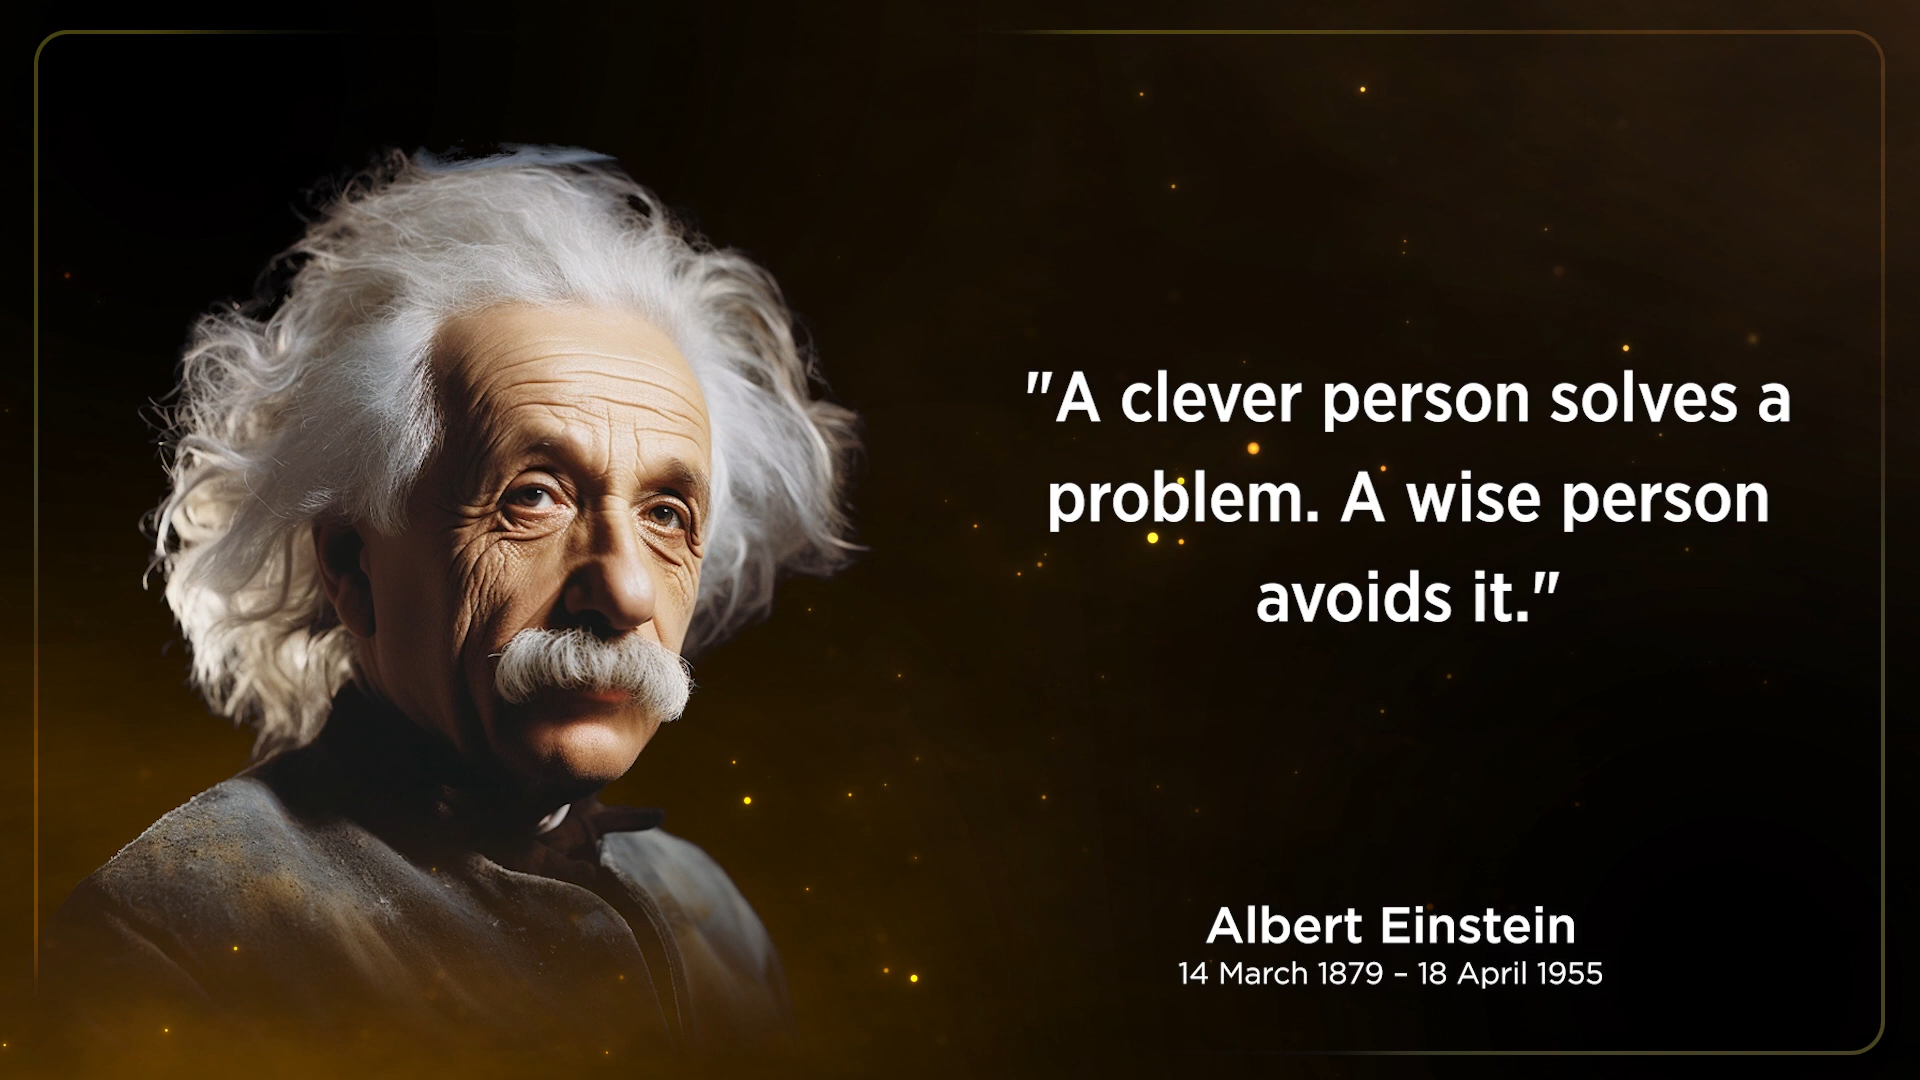 "A clever person solves a
problem. A wise person
avoids it."
Albert Einstein
14 March 1879 – 18 April 1955